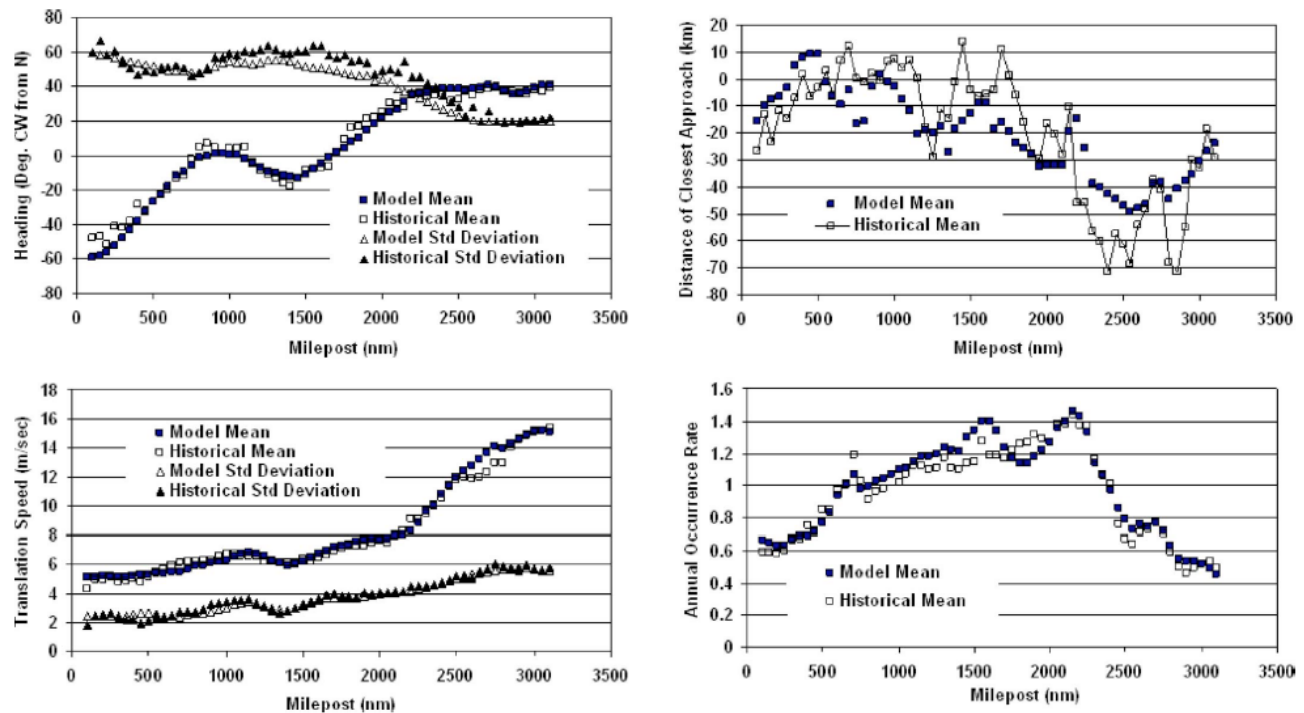 Heading (Deg. CW from N)
80
60
40
20
0
-20
-40
-60
-80
Model Mean
Historical Mean
Model Std Deviation
Historical Std Deviation
0 500 1000 1500 2000 2500 3000 3500
Milepost (nm)
Distance of Closest Approach (km)
20
10
0
-10
-20
-30
-40
-50
-60
-70
-80
Model Mean
Historical Mean
0 500 1000 1500 2000 2500 3000 3500
Milepost (nm)
Translation Speed (m/sec)
18
16
14
12
10
8
6
4
2
0
Model Mean
Historical Mean
Model Std Deviation
Historical Std Deviation
0 500 1000 1500 2000 2500 3000 3500
Milepost (nm)
Annual Occurrence Rate
1.6
1.4
1.2
1
0.8
0.6
0.4
0.2
0
Model Mean
Historical Mean
0 500 1000 1500 2000 2500 3000 3500
Milepost (nm)